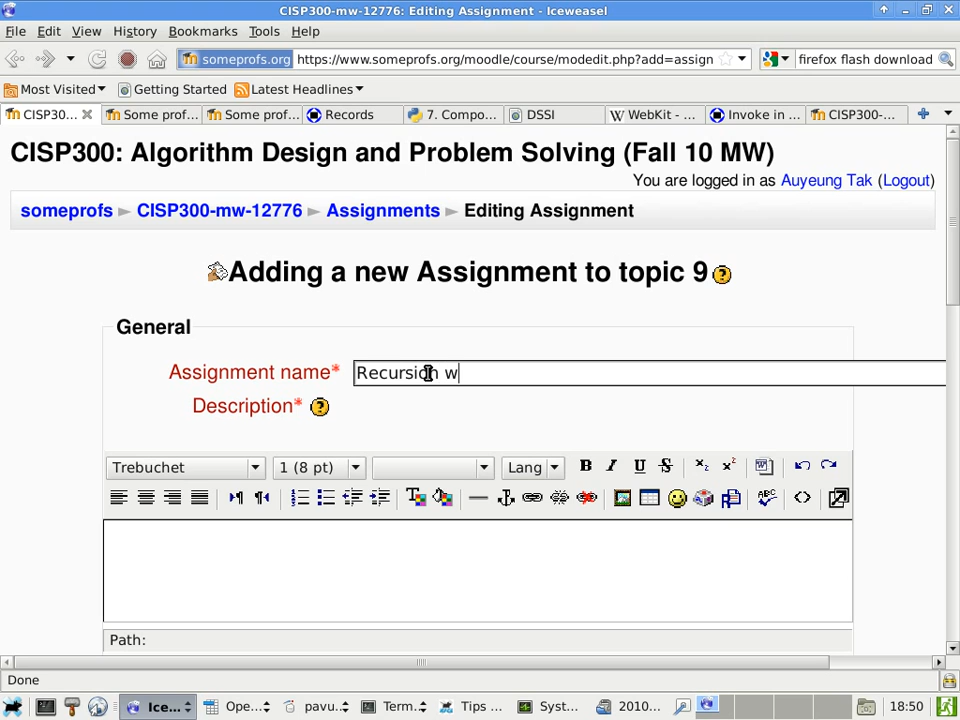 CISP300-mw-12776: Editing Assignment - Iceweasel
File Edit View History Bookmarks Tools Help
someprofs.org https://www.someprofs.org/moodle/course/modedit.php?add=assign firefox flash download
Most Visited Getting Started Latest Headlines
CISP30... Some prof... Some prof... Records 7. Compo... DSSI WebKit - ... Invoke in ... CISP300-...
CISP300: Algorithm Design and Problem Solving (Fall 10 MW)
You are logged in as Auyeung Tak (Logout)
someprofs ► CISP300-mw-12776 ► Assignments ► Editing Assignment
Adding a new Assignment to topic 9
General
Assignment name* Recursion w
Description*
Trebuchet 1 (8 pt) Lang B I U S
Path:
Done
Ice... Ope... pavu... Term... Tips ... Syst... 2010... 18:50